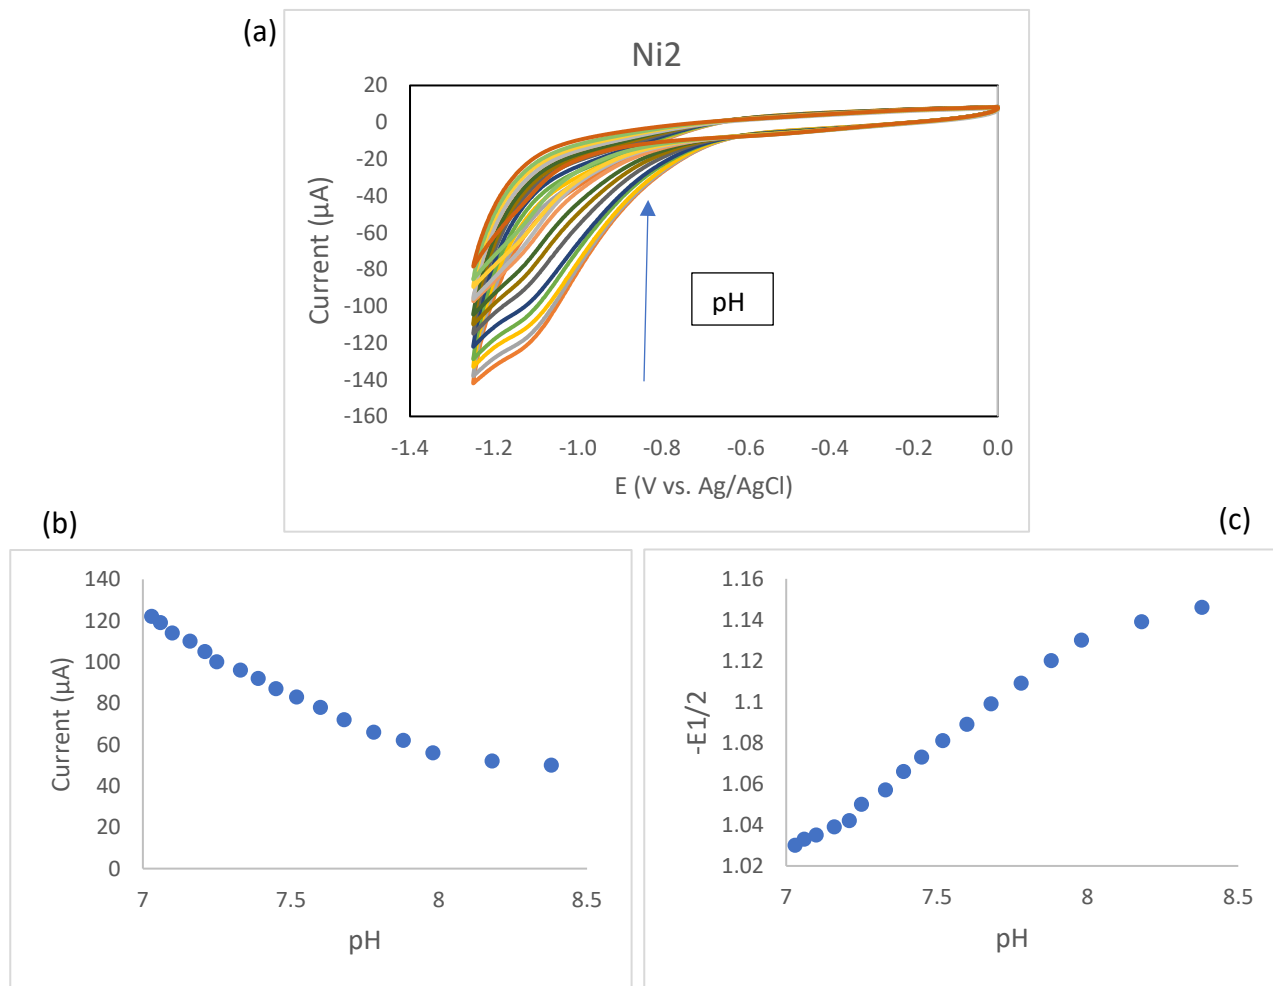 (a)
Ni2
20
0
-20
-40
-60
-80
-100
-120
-140
-160
Current (µA)
pH
-1.4 -1.2 -1.0 -0.8 -0.6 -0.4 -0.2 0.0
E (V vs. Ag/AgCl)
(b)
140
120
100
80
60
40
20
0
Current (µA)
7 7.5 8 8.5
pH
(c)
1.16
1.14
1.12
1.1
1.08
1.06
1.04
1.02
-E1/2
7 7.5 8 8.5
pH